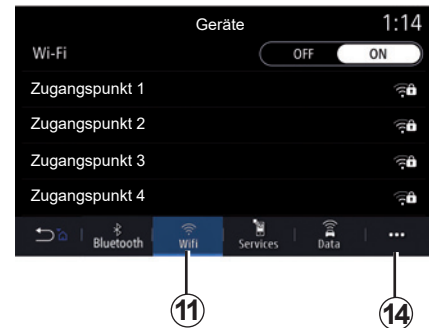 Geräte 1:14
Wi-Fi OFF ON
Zugangspunkt 1
Zugangspunkt 2
Zugangspunkt 3
Zugangspunkt 4
Bluetooth Wifi Services Data ...
11 14